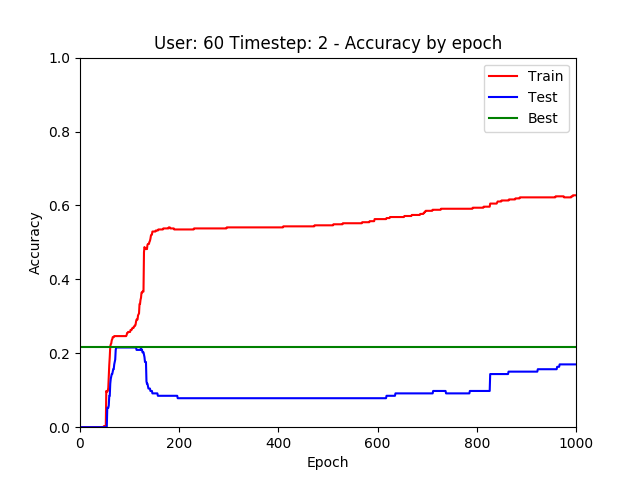 User: 60 Timestep: 2 - Accuracy by epoch
1.0
0.8
0.6
0.4
0.2
0.0
Accuracy
Train
Test
Best
0 200 400 600 800 1000
Epoch